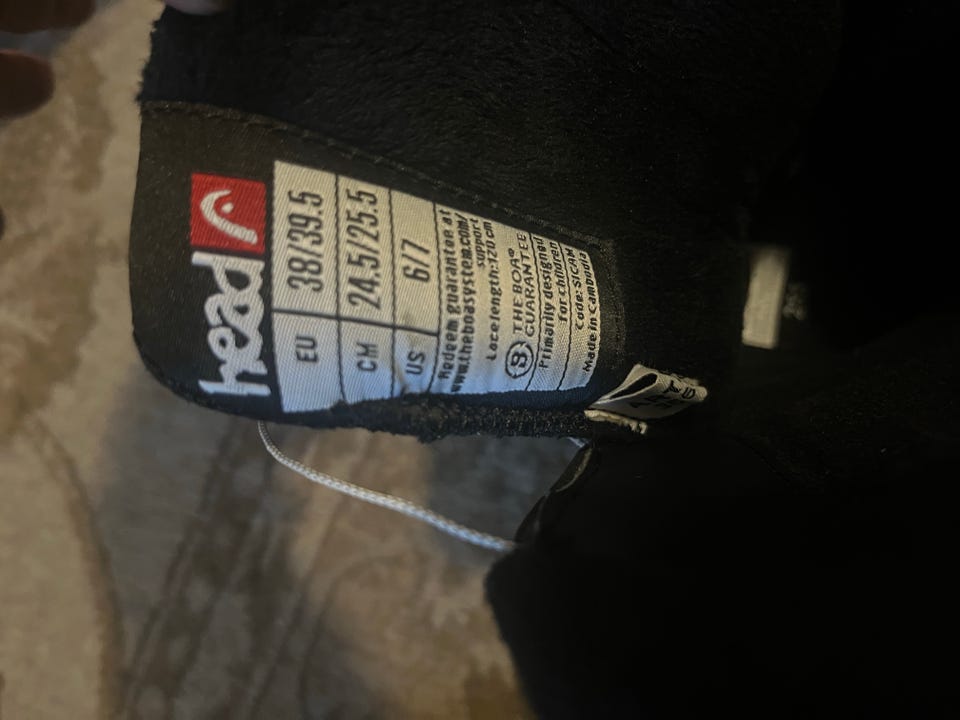 head
EU 38/39.5
CM 24.5/25.5
US 6/7
Redeem guarantee at
www.theboasystem.com/
support
Lacelength:120 cm
THE BOA®
GUARANTEE
Primarily designed
for children
Code: SICAM
Made in Cambodia